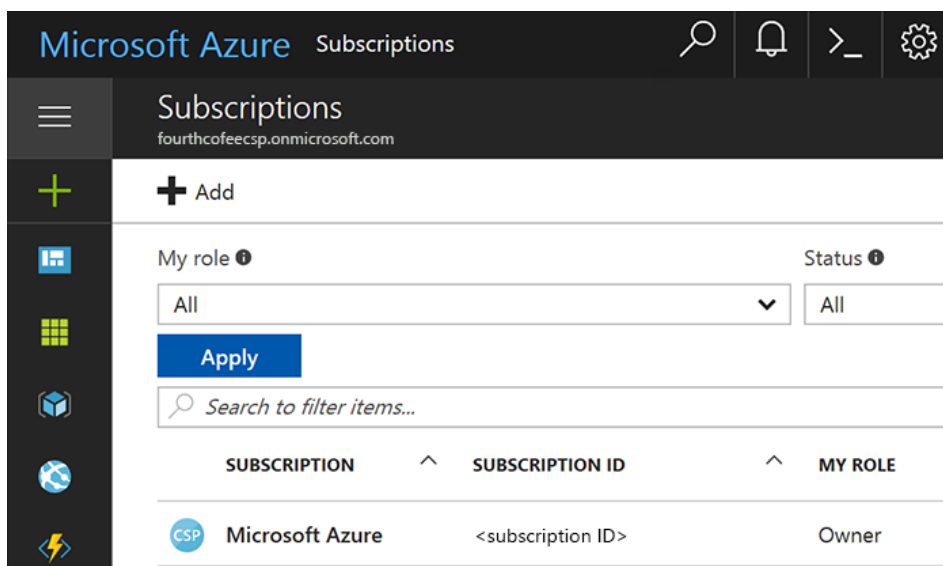 Microsoft Azure Subscriptions
Subscriptions
fourthcofeecsp.onmicrosoft.com
Add
My role Status
All All
Apply
Search to filter items...
SUBSCRIPTION SUBSCRIPTION ID MY ROLE
CSP Microsoft Azure <subscription ID> Owner